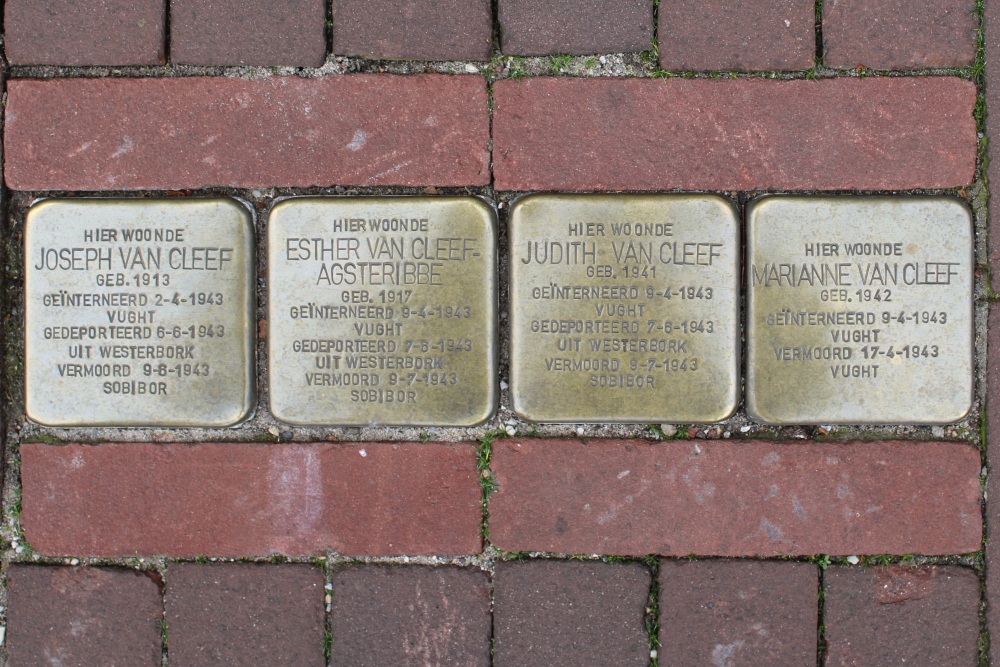 HIER WOONDE
JOSEPH VAN CLEEF
GEB. 1913
GEÏNTERNEERD 2-4-1943
VUGHT
GEDEPORTEERD 6-6-1943
UIT WESTERBORK
VERMOORD 9-6-1943
SOBIBOR
HIER WOONDE
ESTHER VAN CLEEF-
AGSTERIBBE
GEB. 1917
GEÏNTERNEERD 9-4-1943
VUGHT
GEDEPORTEERD 7-6-1943
UIT WESTERBORK
VERMOORD 9-7-1943
SOBIBOR
HIER WOONDE
JUDITH VAN CLEEF
GEB. 1941
GEÏNTERNEERD 9-4-1943
VUGHT
GEDEPORTEERD 7-6-1943
UIT WESTERBORK
VERMOORD 9-7-1943
SOBIBOR
HIER WOONDE
MARIANNE VAN CLEEF
GEB. 1942
GEÏNTERNEERD 9-4-1943
VUGHT
VERMOORD 17-4-1943
VUGHT